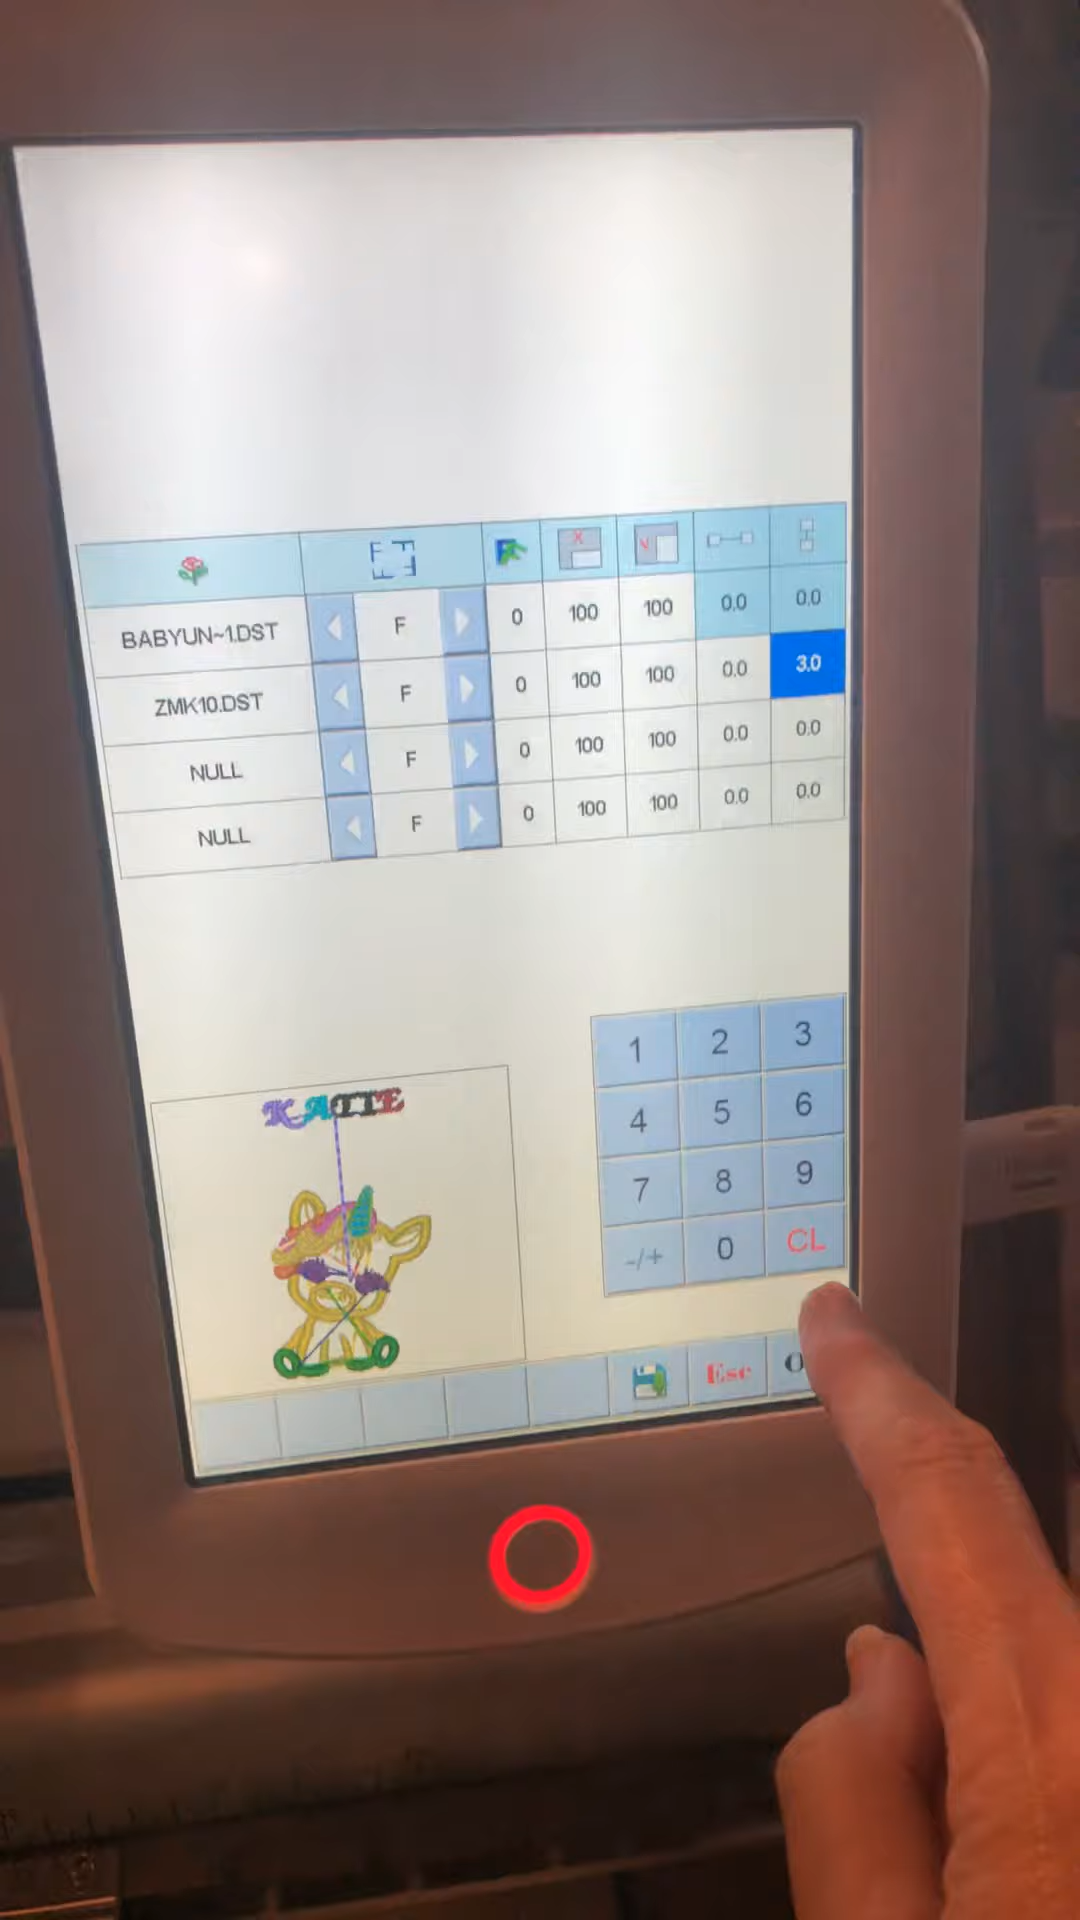 BABYUN~1.DST F 0 100 100 0.0 0.0
ZMK10.DST F 0 100 100 0.0 3.0
NULL F 0 100 100 0.0 0.0
NULL F 0 100 100 0.0 0.0
KATIE
1 2 3
4 5 6
7 8 9
-/+ 0 CL
Esc